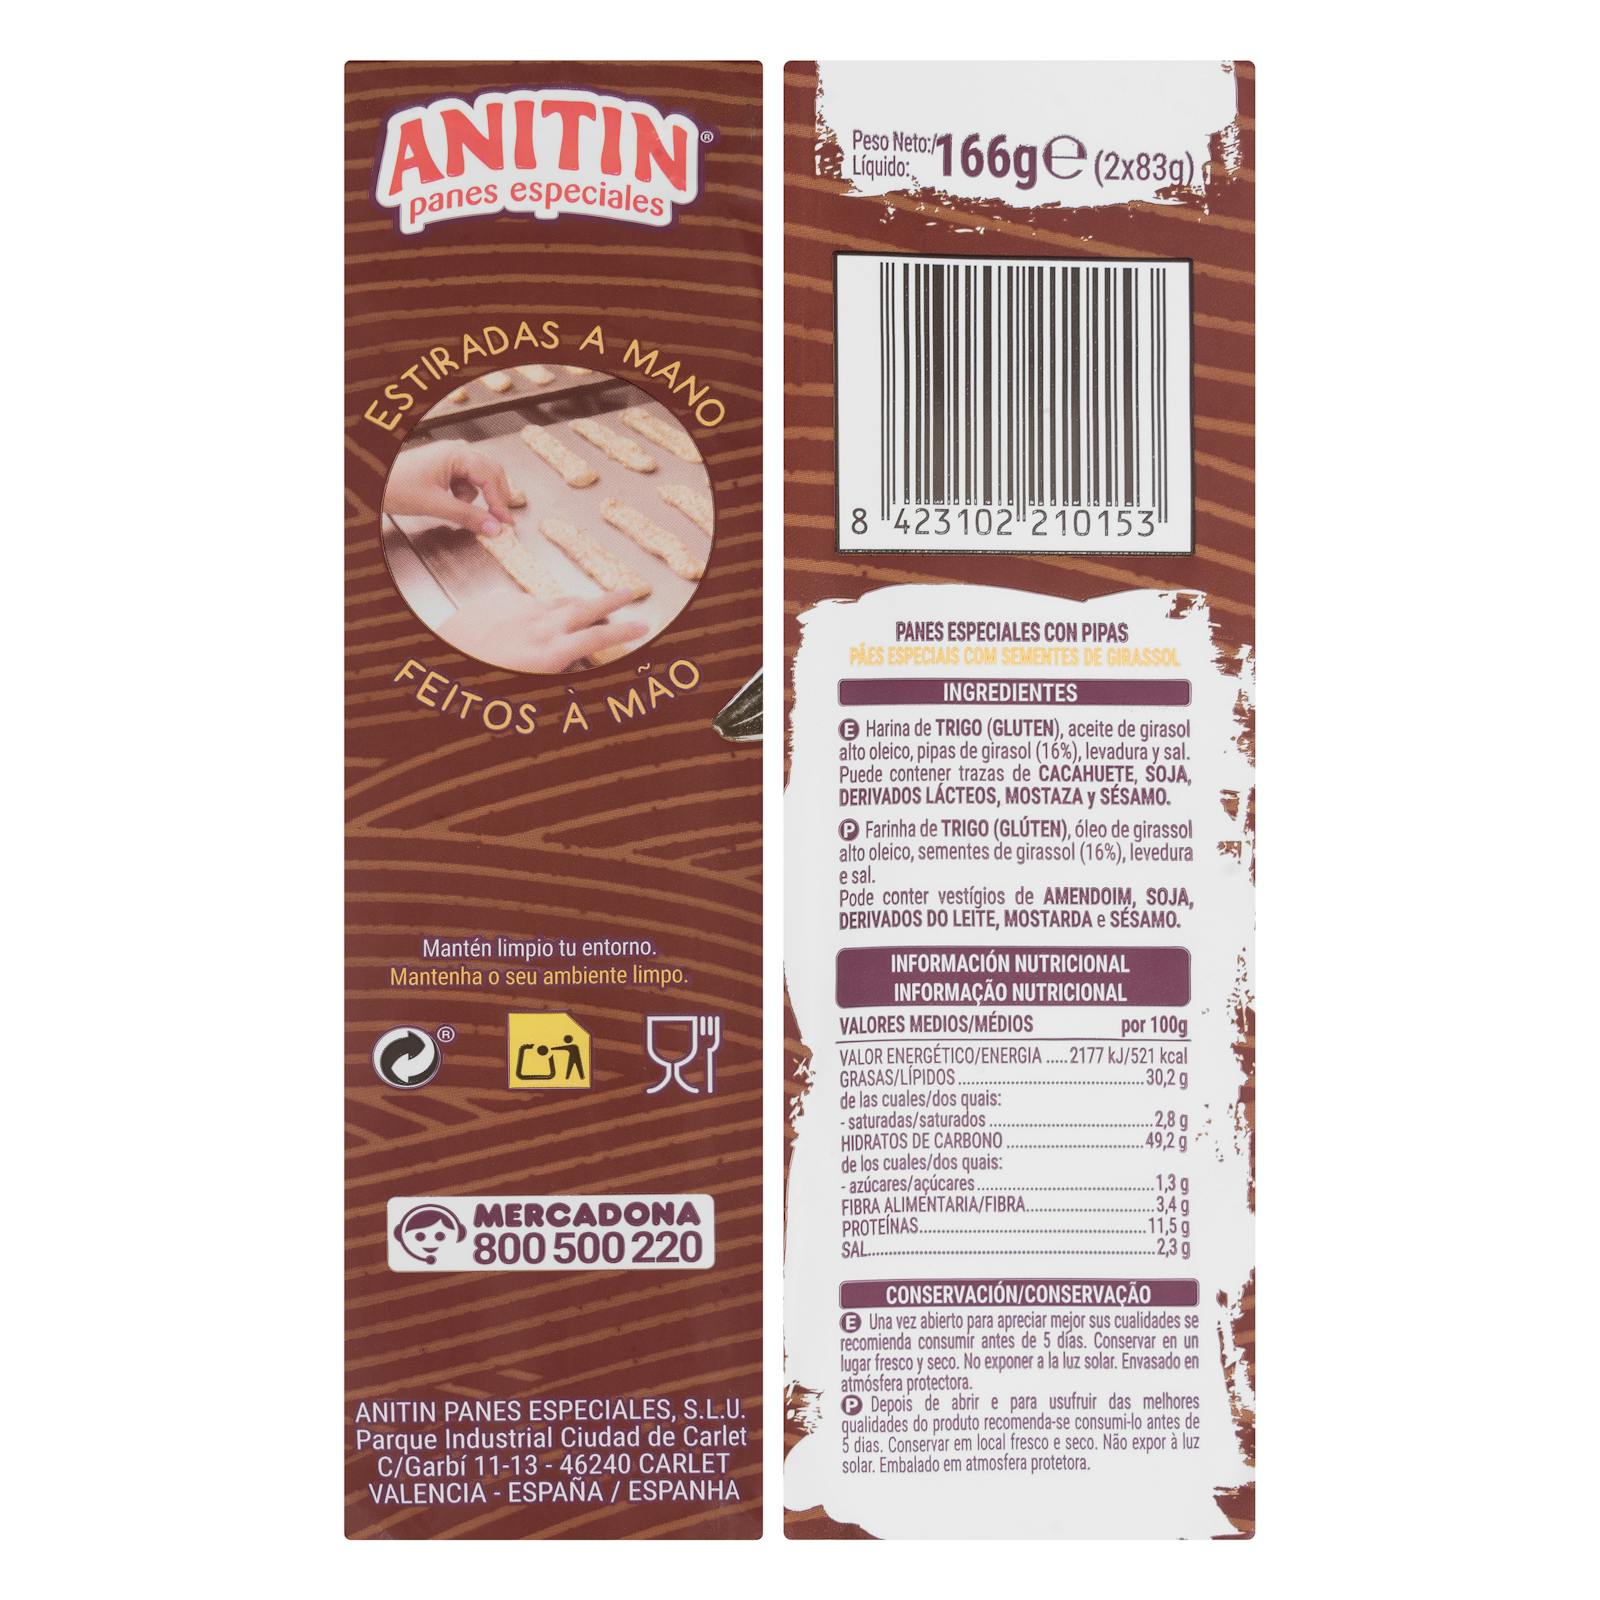 ANITIN®
panes especiales
ESTIRADAS A MANO
FEITOS À MÃO
Mantén limpio tu entorno.
Mantenha o seu ambiente limpo.
®
MERCADONA
800 500 220
ANITIN PANES ESPECIALES, S.L.U.
Parque Industrial Ciudad de Carlet
C/Garbí 11-13 - 46240 CARLET
VALENCIA - ESPAÑA / ESPANHA
Peso Neto:/
Líquido: 166g e (2x83g)
8 423102 210153
PANES ESPECIALES CON PIPAS
PÃES ESPECIAIS COM SEMENTES DE GIRASSOL
INGREDIENTES
E Harina de TRIGO (GLUTEN), aceite de girasol
alto oleico, pipas de girasol (16%), levadura y sal.
Puede contener trazas de CACAHUETE, SOJA,
DERIVADOS LÁCTEOS, MOSTAZA y SÉSAMO.
P Farinha de TRIGO (GLÚTEN), óleo de girassol
alto oleico, sementes de girassol (16%), levedura
e sal.
Pode conter vestígios de AMENDOIM, SOJA,
DERIVADOS DO LEITE, MOSTARDA e SÉSAMO.
INFORMACIÓN NUTRICIONAL
INFORMAÇÃO NUTRICIONAL
VALORES MEDIOS/MÉDIOS por 100g
VALOR ENERGÉTICO/ENERGIA ..... 2177 kJ/521 kcal
GRASAS/LÍPIDOS ..... 30,2 g
de las cuales/dos quais:
- saturadas/saturados ..... 2,8 g
HIDRATOS DE CARBONO ..... 49,2 g
de los cuales/dos quais:
- azúcares/açúcares ..... 1,3 g
FIBRA ALIMENTARIA/FIBRA ..... 3,4 g
PROTEÍNAS ..... 11,5 g
SAL ..... 2,3 g
CONSERVACIÓN/CONSERVAÇÃO
E Una vez abierto para apreciar mejor sus cualidades se
recomienda consumir antes de 5 días. Conservar en un
lugar fresco y seco. No exponer a la luz solar. Envasado en
atmósfera protectora.
P Depois de abrir e para usufruir das melhores
qualidades do produto recomenda-se consumi-lo antes de
5 dias. Conservar em local fresco e seco. Não expor à luz
solar. Embalado em atmosfera protetora.